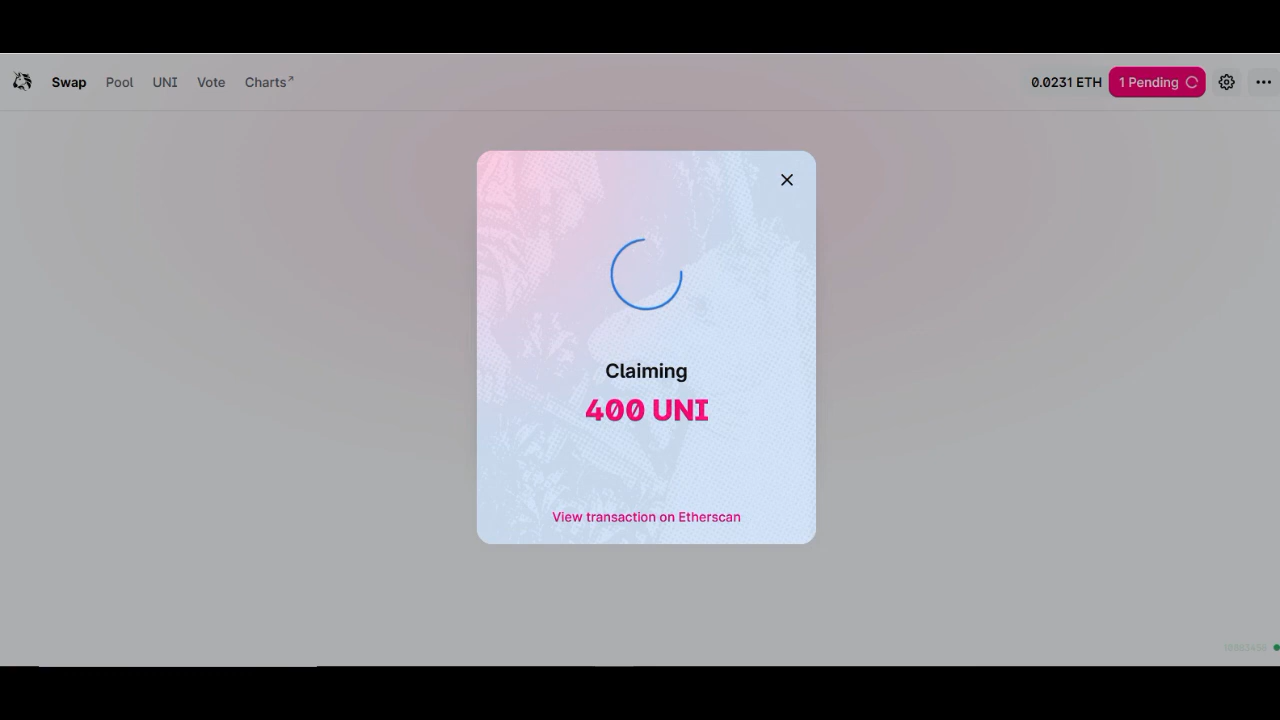 Swap Pool UNI Vote Charts↗ 0.0231 ETH 1 Pending
Claiming
400 UNI
View transaction on Etherscan